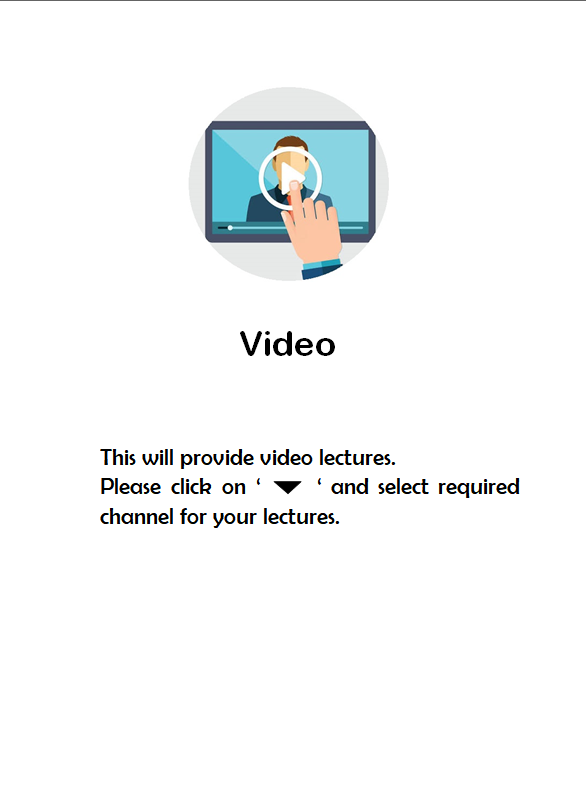 Video
This will provide video lectures.
Please click on ‘ ▼ ‘ and select required
channel for your lectures.